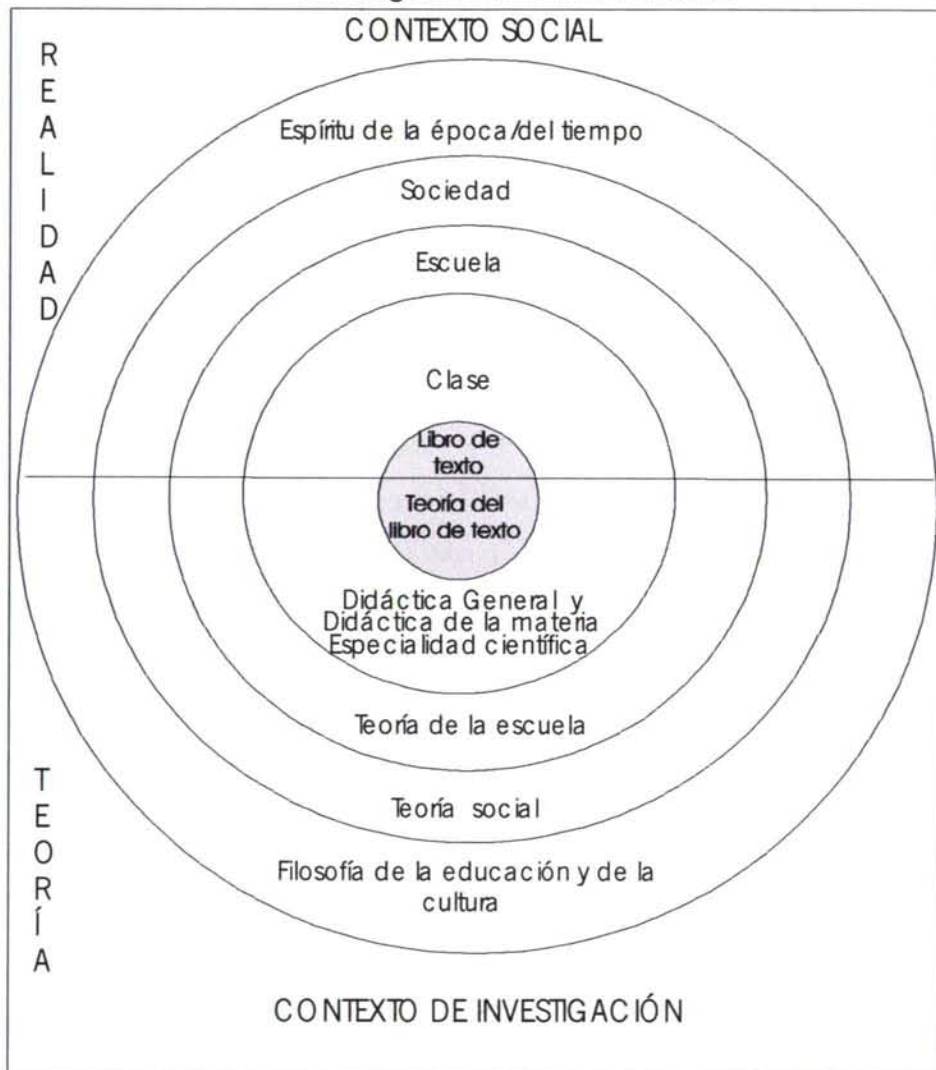 CONTEXTO SOCIAL
REALIDAD
Espíritu de la época/del tiempo
Sociedad
Escuela
Clase
Libro de
texto
Teoría del
libro de texto
Didáctica General y
Didáctica de la materia
Especialidad científica
Teoría de la escuela
Teoría social
TEORÍA
Filosofía de la educación y de la
cultura
CONTEXTO DE INVESTIGACIÓN